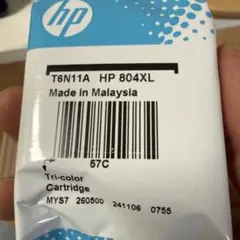 hp
T6N11A HP 804XL
Made in Malaysia
57C
Tri-color
Cartridge
MYS7 260500 241106 0755